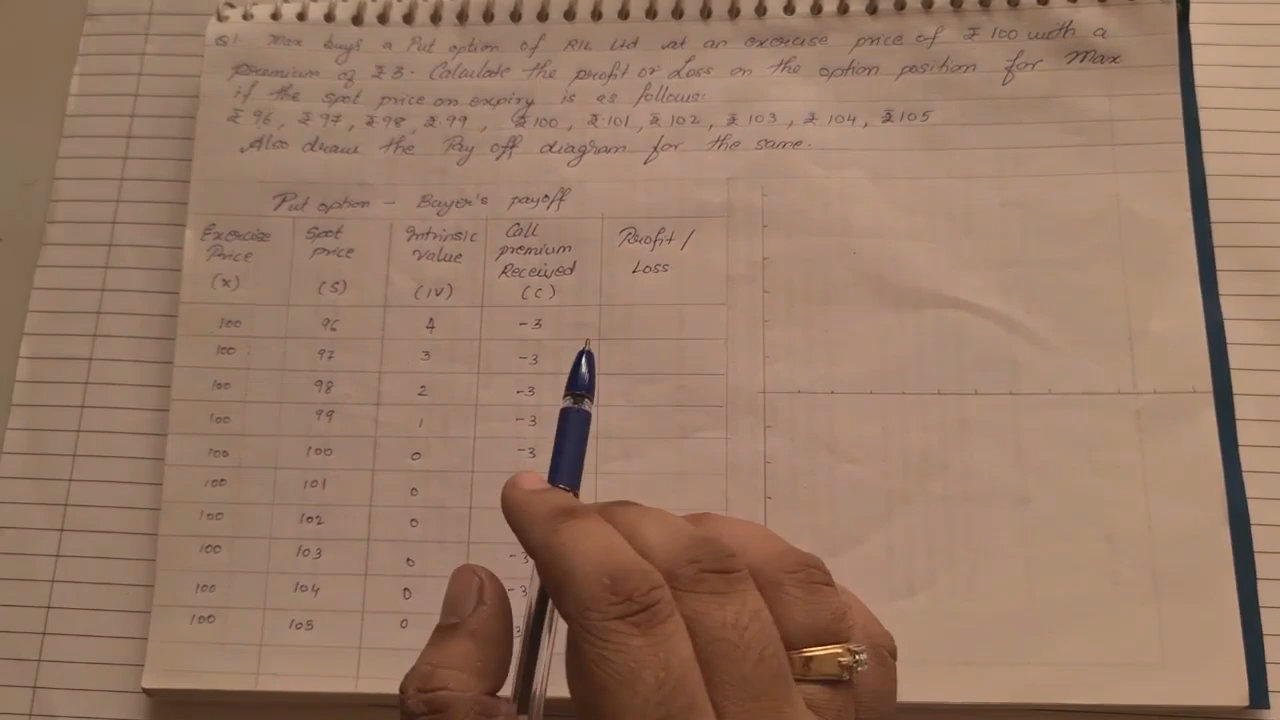 Q1. Max buys a Put option of RIL Ltd at an exercise price of ₹ 100 with a
premium of ₹ 3. Calculate the profit or Loss on the option position for Max
if the spot price on expiry is as follows:
₹ 96, ₹ 97, ₹ 98, ₹ 99, ₹ 100, ₹ 101, ₹ 102, ₹ 103, ₹ 104, ₹ 105
Also draw the Pay off diagram for the same.
Put option - Buyer's payoff
Exercise Price (X) Spot price (S) Intrinsic Value (IV) Call premium Received (C) Profit / Loss
100 96 4 -3
100 97 3 -3
100 98 2 -3
100 99 1 -3
100 100 0 -3
100 101 0
100 102 0
100 103 0 -3
100 104 0 -3
100 105 0